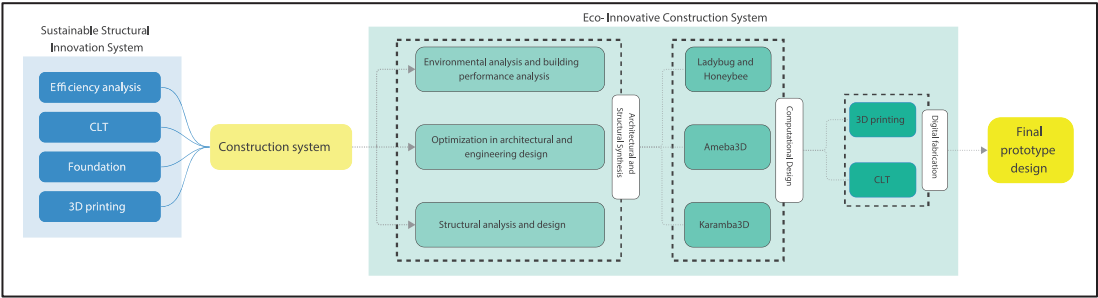 Sustainable Structural
Innovation System
Efficiency analysis
CLT
Foundation
3D printing
Construction system
Eco- Innovative Construction System
Environmental analysis and building
performance analysis
Optimization in architectural and
engineering design
Structural analysis and design
Architectural and
Structural Synthesis
Ladybug and
Honeybee
Ameba3D
Karamba3D
Computational Design
3D printing
CLT
Digital fabrication
Final
prototype
design